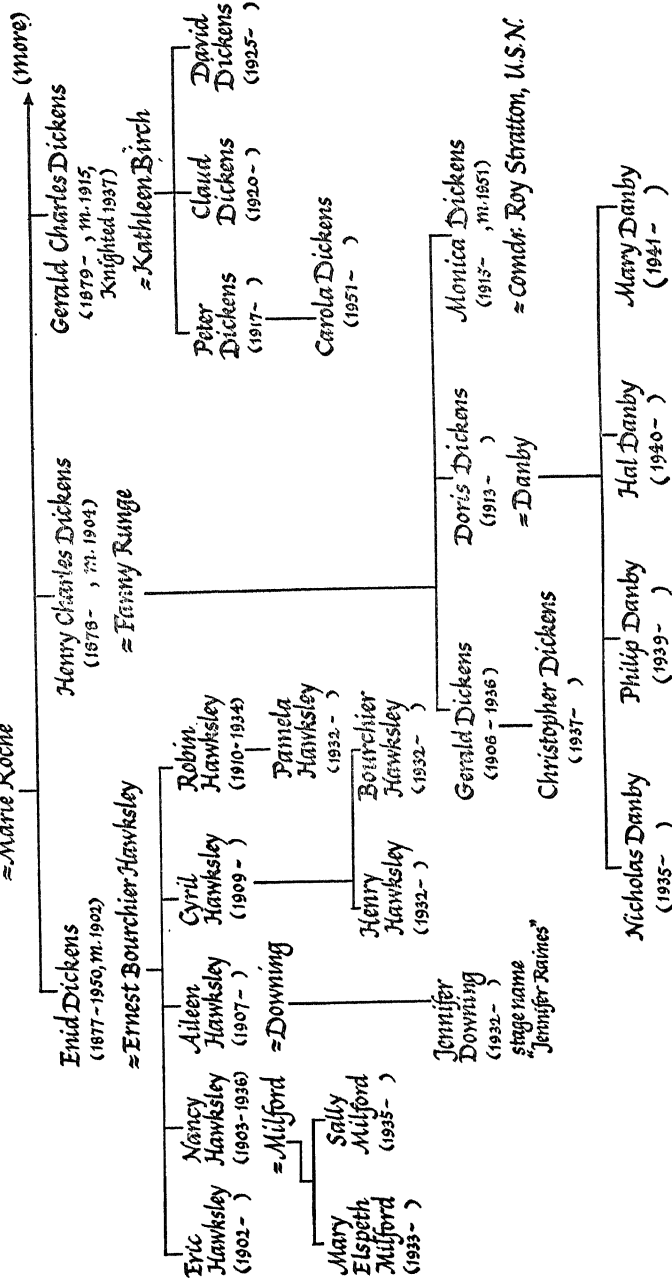 =Marie Roche
(more)
Enid Dickens
(1877-1950, m.1902)
=Ernest Bourchier Hawksley
Henry Charles Dickens
(1878- , m.1904)
=Fanny Runge
Gerald Charles Dickens
(1879- , m.1915,
Knighted 1937)
=Kathleen Birch
Eric
Hawksley
(1902- )
Nancy
Hawksley
(1903-1936)
=Milford
Aileen
Hawksley
(1907- )
=Downing
Cyril
Hawksley
(1909- )
Robin
Hawksley
(1910-1934)
Peter
Dickens
(1917- )
Claud
Dickens
(1920- )
David
Dickens
(1925- )
Mary
Elspeth
Milford
(1933- )
Sally
Milford
(1935- )
Jennifer
Downing
(1932- )
stage name
"Jennifer Raines"
Henry
Hawksley
(1932- )
Bourchier
Hawksley
(1932- )
Pamela
Hawksley
(1932- )
Carola Dickens
(1951- )
Gerald Dickens
(1906-1936)
Doris Dickens
(1913- )
=Danby
Monica Dickens
(1915- , m.1951)
=Comdr. Roy Stratton, U.S.N.
Christopher Dickens
(1937- )
Nicholas Danby
(1935- )
Philip Danby
(1939- )
Hal Danby
(1940- )
Mary Danby
(1941- )